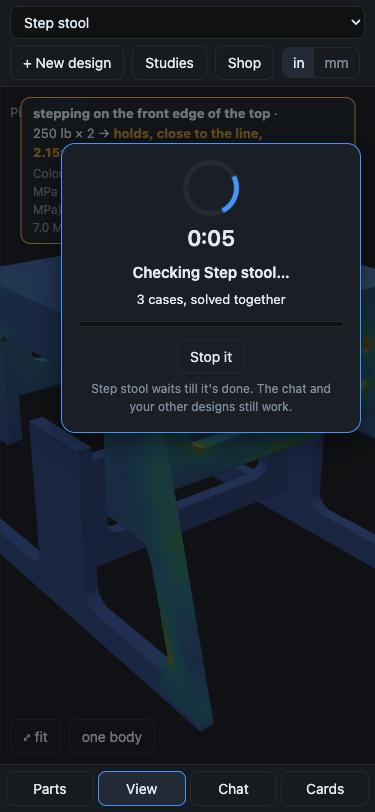 Step stool
+ New design
Studies
Shop
in
mm
stepping on the front edge of the top ·
250 lb × 2 → holds, close to the line,
2.15
Colou
MPa
MPa)
7.0 M
0:05
Checking Step stool...
3 cases, solved together
Stop it
Step stool waits till it's done. The chat and
your other designs still work.
⤢ fit
one body
Parts
View
Chat
Cards